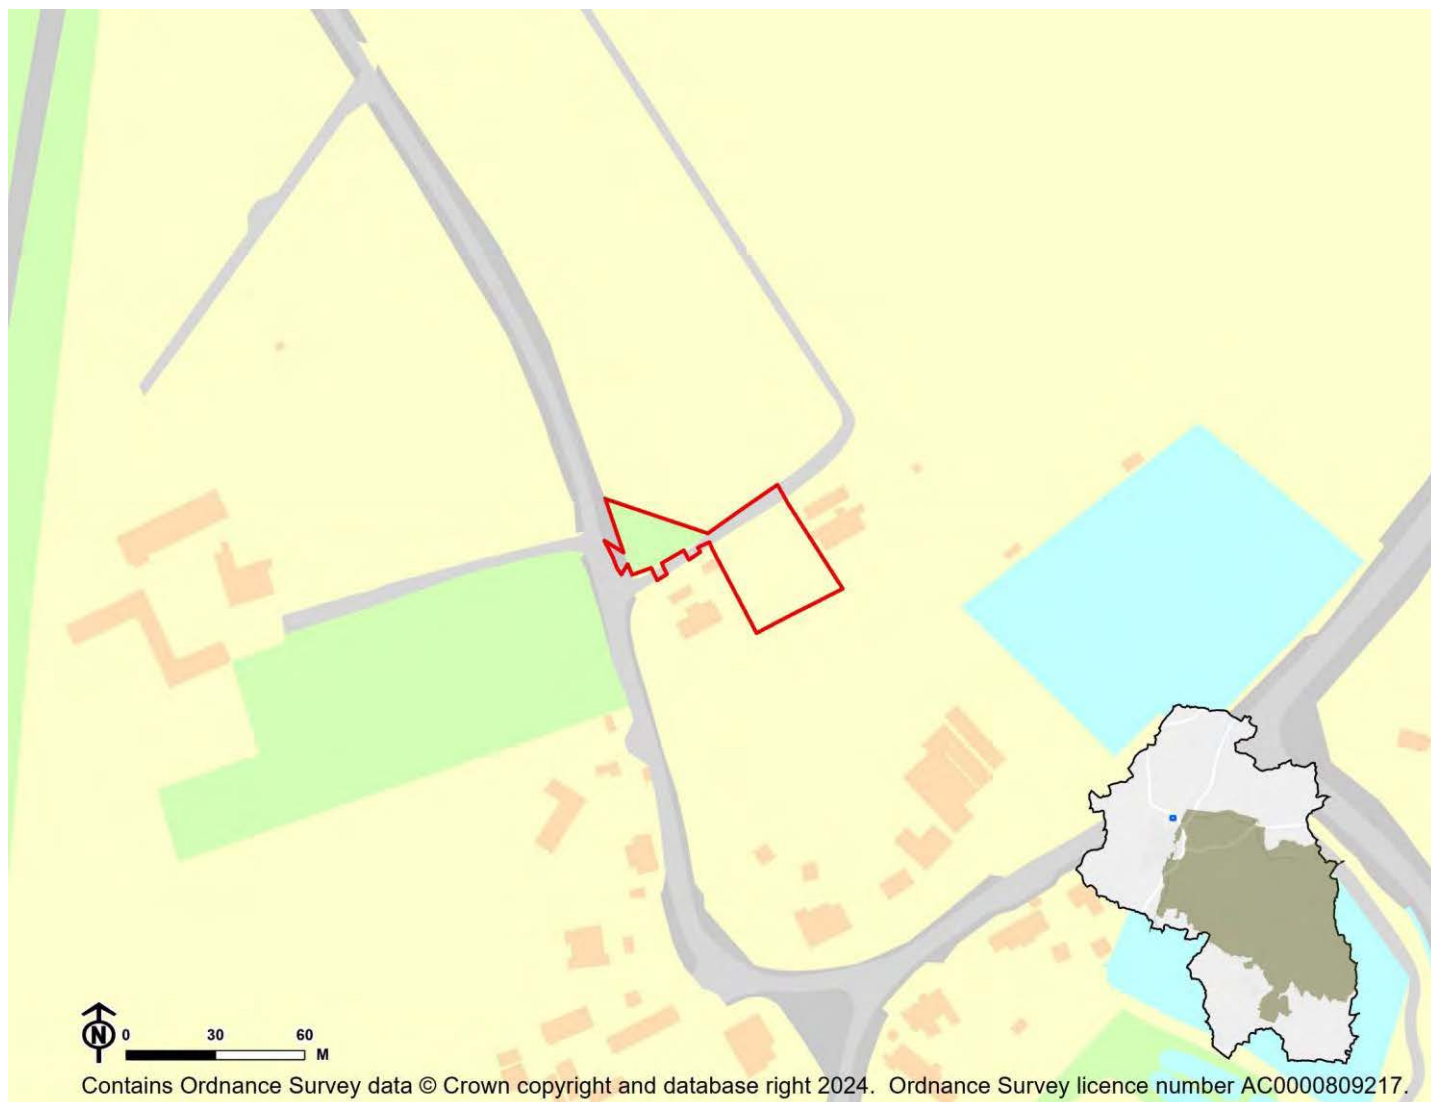 N
0 30 60
M
Contains Ordnance Survey data © Crown copyright and database right 2024. Ordnance Survey licence number AC0000809217.